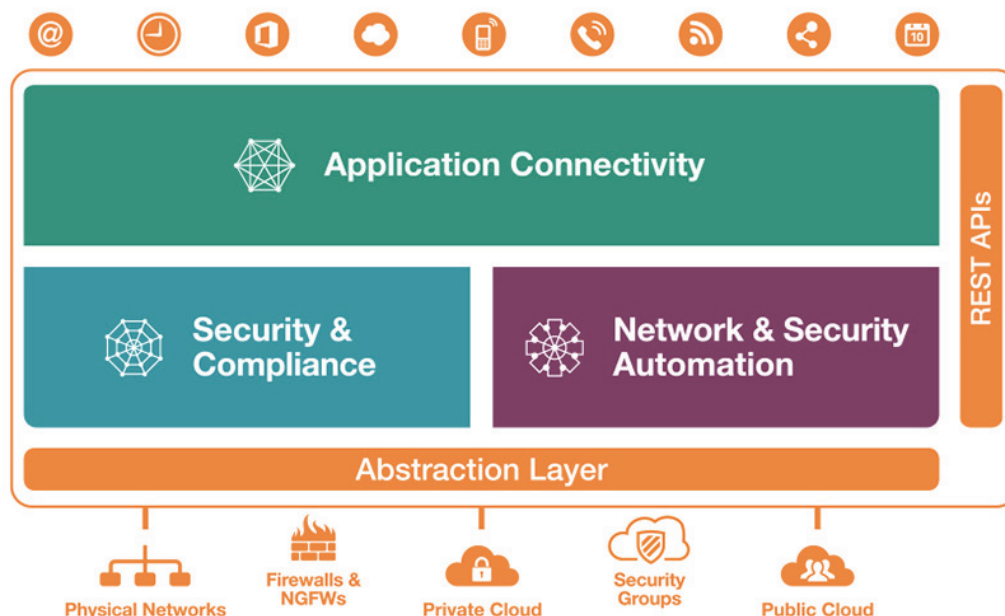 @
10
Application Connectivity
REST APIs
Security &
Compliance
Network & Security
Automation
Abstraction Layer
Physical Networks
Firewalls &
NGFWs
Private Cloud
Security
Groups
Public Cloud